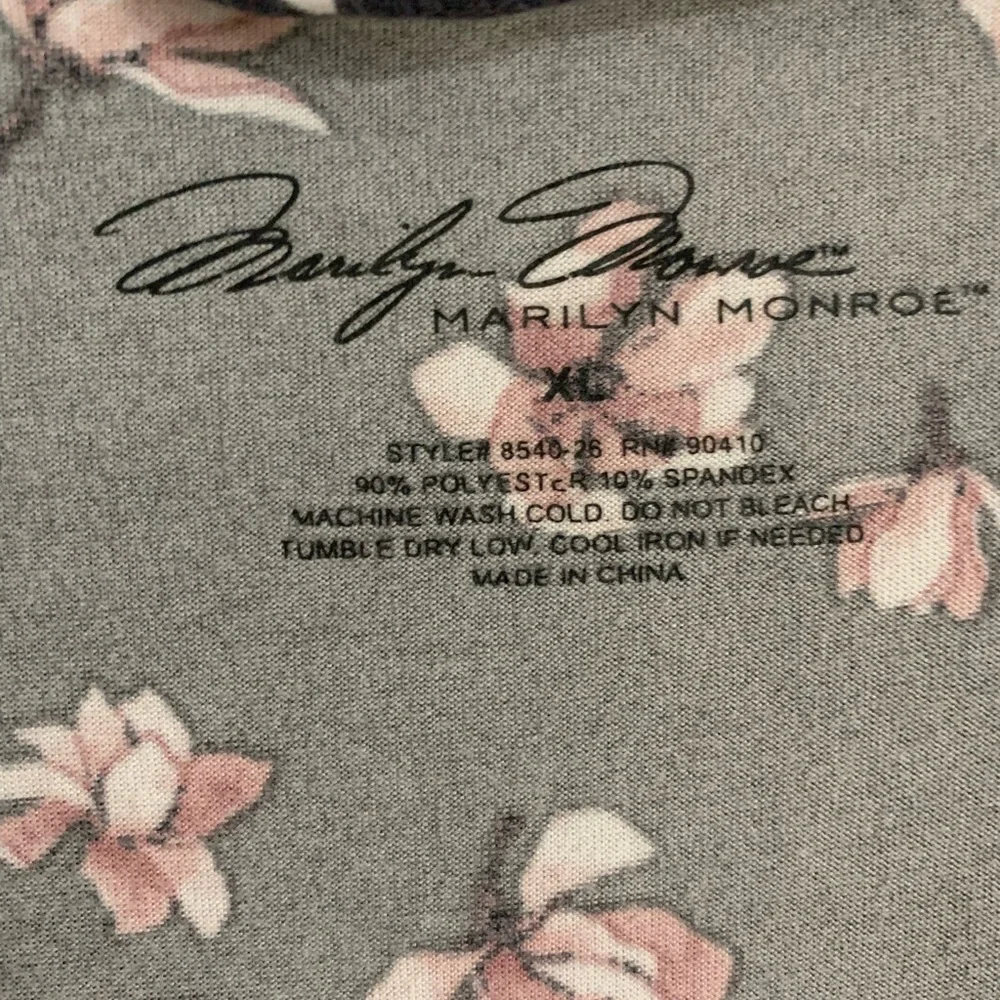 Marilyn Monroe™
MARILYN MONROE™
XL
STYLE# 8540-26 RN# 90410
90% POLYESTER 10% SPANDEX
MACHINE WASH COLD. DO NOT BLEACH
TUMBLE DRY LOW. COOL IRON IF NEEDED
MADE IN CHINA